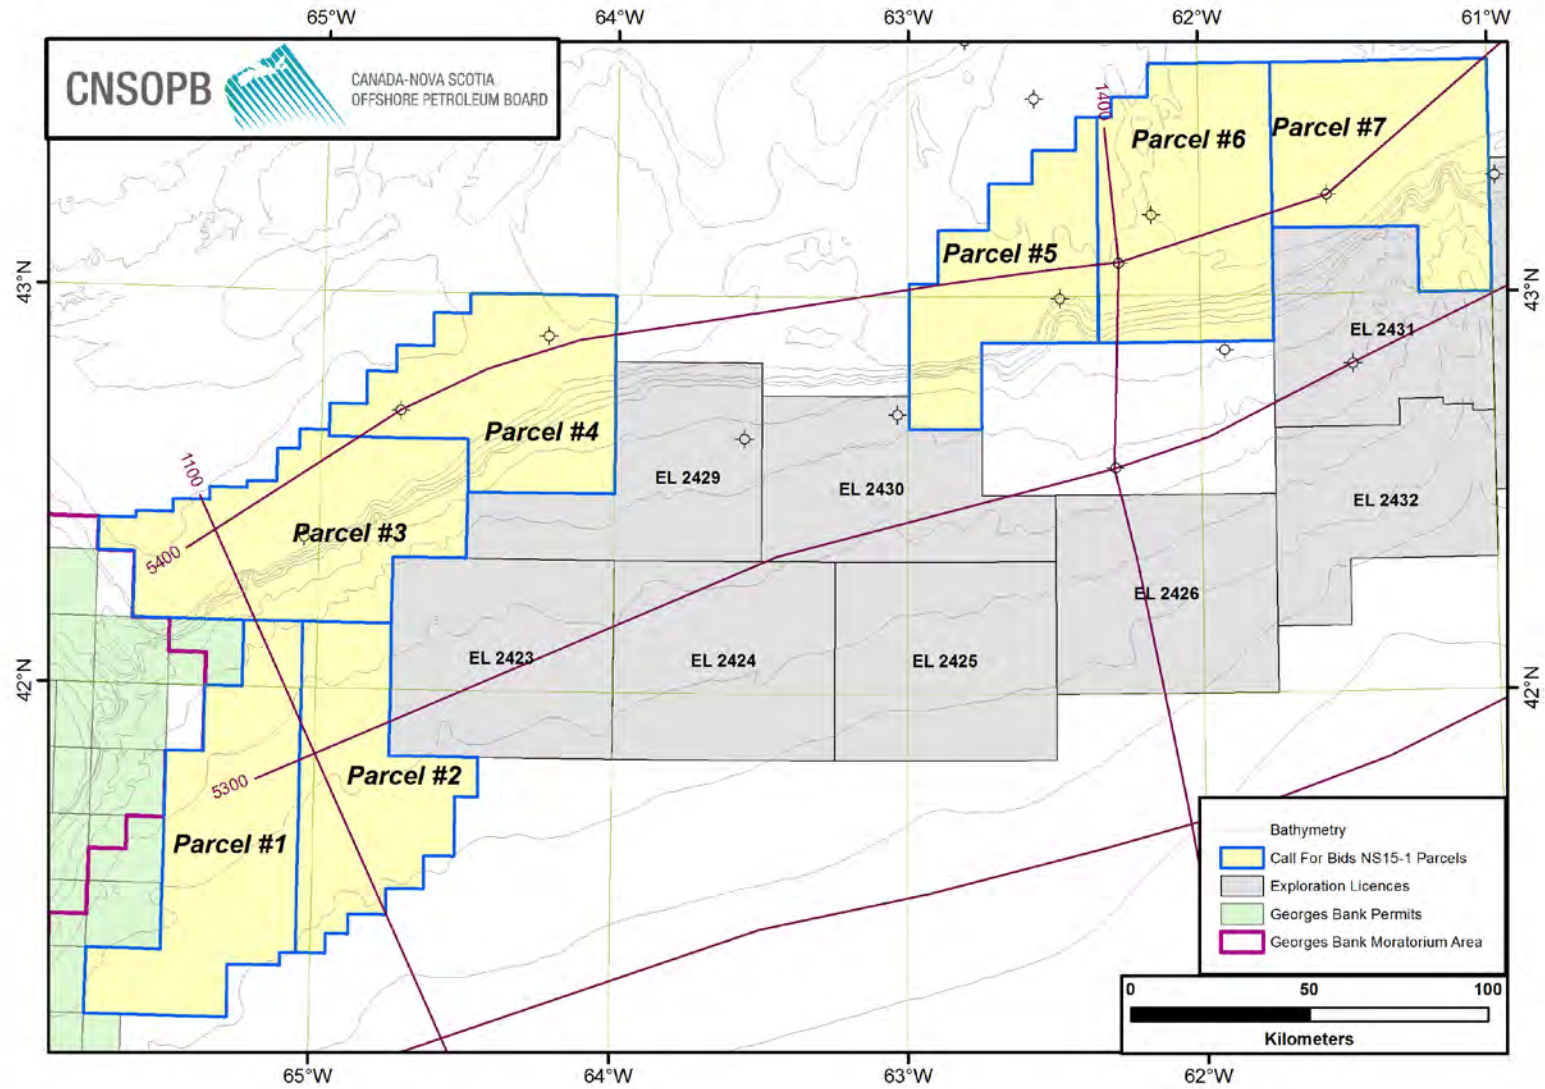 65°W
64°W
63°W
62°W
61°W
CNSOPB
CANADA-NOVA SCOTIA
OFFSHORE PETROLEUM BOARD
1400
Parcel #6
Parcel #7
Parcel #5
43°N
43°N
EL 2431
Parcel #4
1100
EL 2429
EL 2430
EL 2432
Parcel #3
5400
EL 2426
EL 2423
EL 2424
EL 2425
42°N
42°N
5300
Parcel #2
Parcel #1
Bathymetry
Call For Bids NS15-1 Parcels
Exploration Licences
Georges Bank Permits
Georges Bank Moratorium Area
0 50 100
Kilometers
65°W
64°W
63°W
62°W